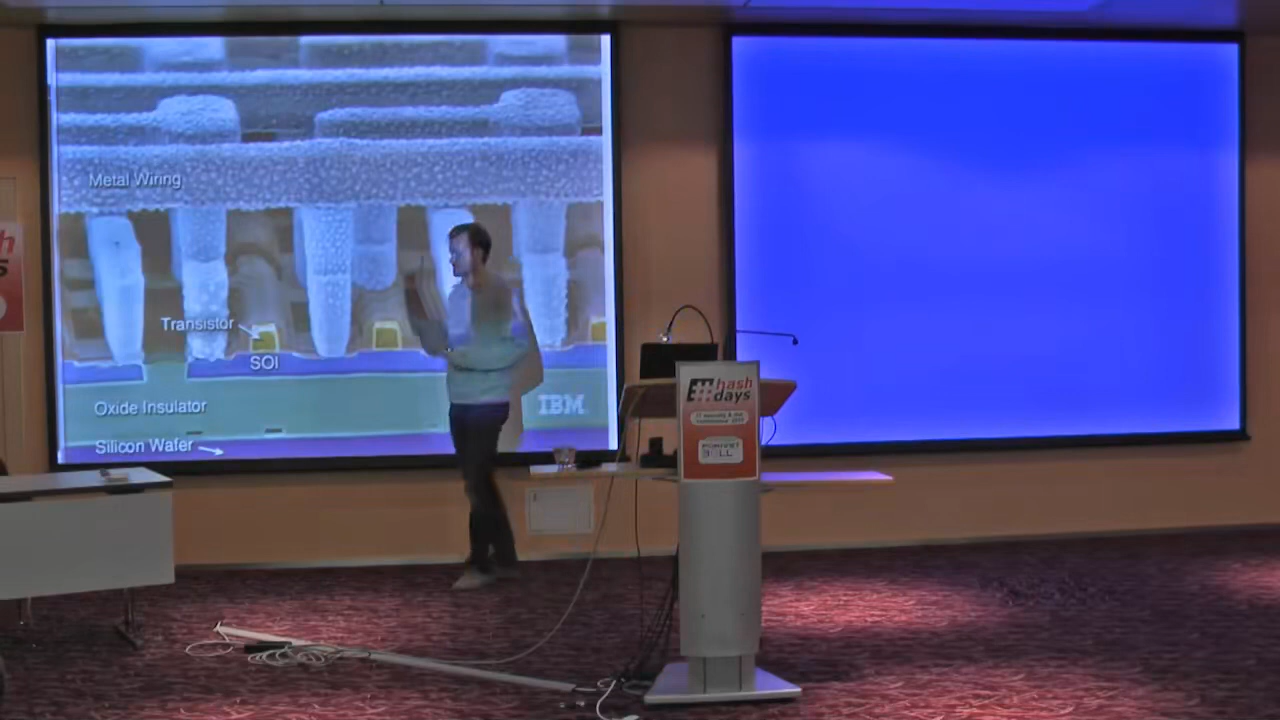 Metal Wiring
Transistor
SOI
Oxide Insulator
IBM
Silicon Wafer
h
s
#hash
days